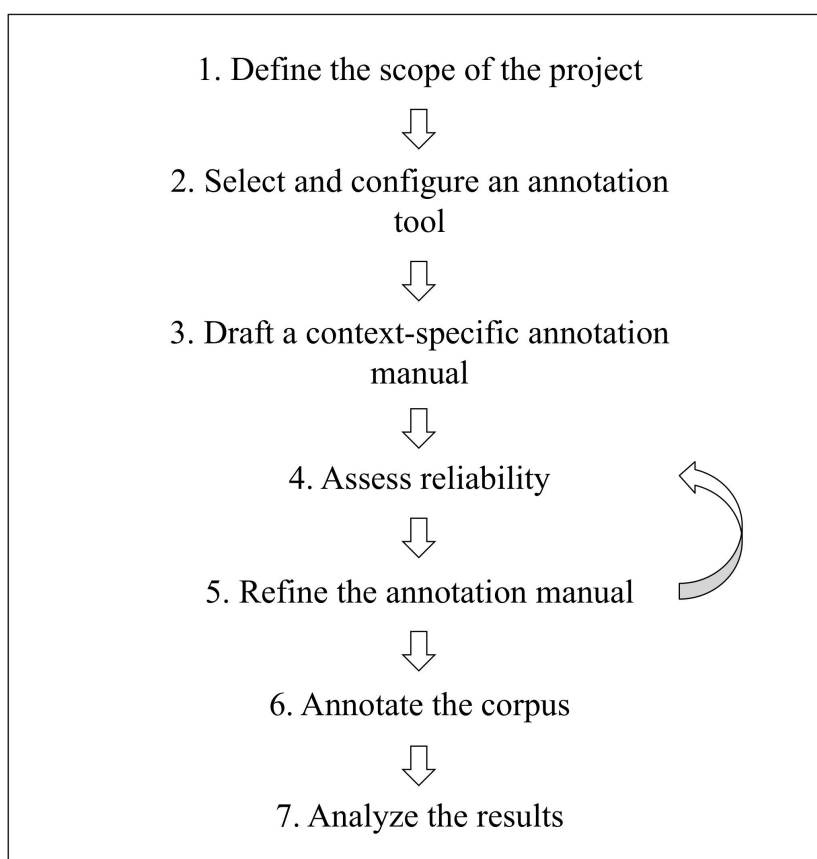 1. Define the scope of the project
2. Select and configure an annotation
tool
3. Draft a context-specific annotation
manual
4. Assess reliability
5. Refine the annotation manual
6. Annotate the corpus
7. Analyze the results